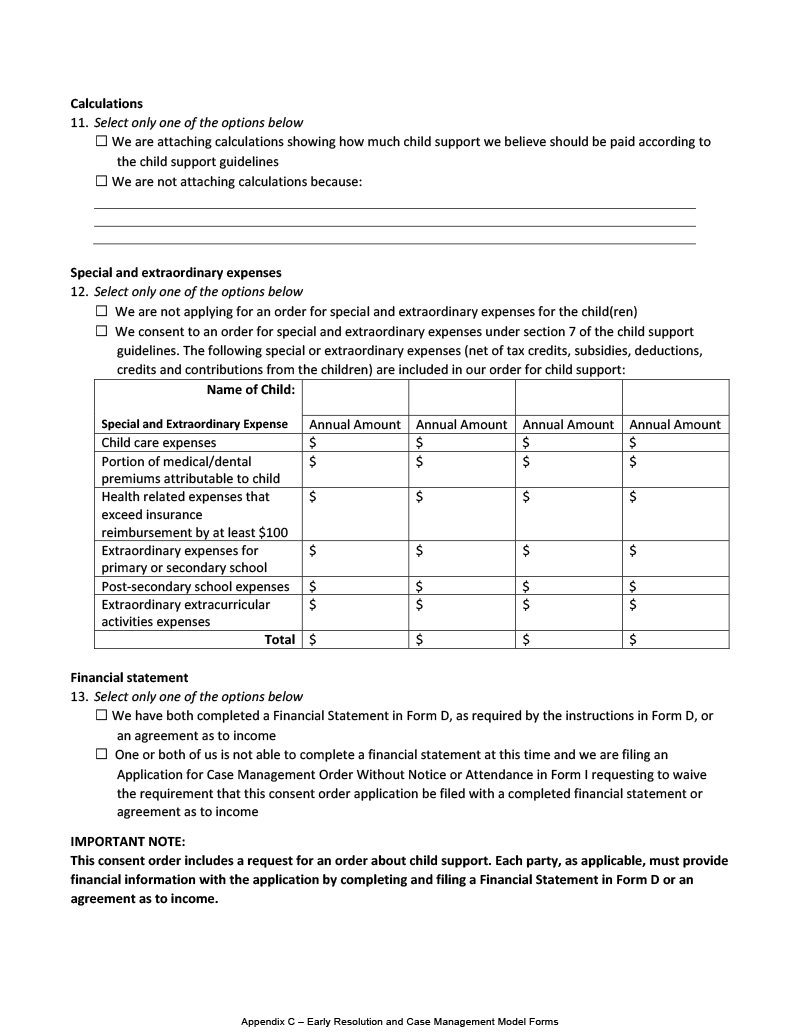 Calculations
11. Select only one of the options below
☐ We are attaching calculations showing how much child support we believe should be paid according to
the child support guidelines
☐ We are not attaching calculations because:
Special and extraordinary expenses
12. Select only one of the options below
☐ We are not applying for an order for special and extraordinary expenses for the child(ren)
☐ We consent to an order for special and extraordinary expenses under section 7 of the child support
guidelines. The following special or extraordinary expenses (net of tax credits, subsidies, deductions,
credits and contributions from the children) are included in our order for child support:
Name of Child:
Special and Extraordinary Expense Annual Amount Annual Amount Annual Amount Annual Amount
Child care expenses $ $ $ $
Portion of medical/dental $ $ $ $
premiums attributable to child
Health related expenses that $ $ $ $
exceed insurance
reimbursement by at least $100
Extraordinary expenses for $ $ $ $
primary or secondary school
Post-secondary school expenses $ $ $ $
Extraordinary extracurricular $ $ $ $
activities expenses
Total $ $ $ $
Financial statement
13. Select only one of the options below
☐ We have both completed a Financial Statement in Form D, as required by the instructions in Form D, or
an agreement as to income
☐ One or both of us is not able to complete a financial statement at this time and we are filing an
Application for Case Management Order Without Notice or Attendance in Form I requesting to waive
the requirement that this consent order application be filed with a completed financial statement or
agreement as to income
IMPORTANT NOTE:
This consent order includes a request for an order about child support. Each party, as applicable, must provide
financial information with the application by completing and filing a Financial Statement in Form D or an
agreement as to income.
Appendix C – Early Resolution and Case Management Model Forms